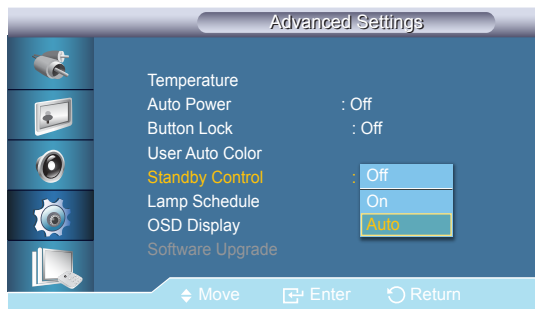 Advanced Settings
Temperature
Auto Power : Off
Button Lock : Off
User Auto Color
Standby Control : Off
Lamp Schedule On
OSD Display Auto
Software Upgrade
Move Enter Return